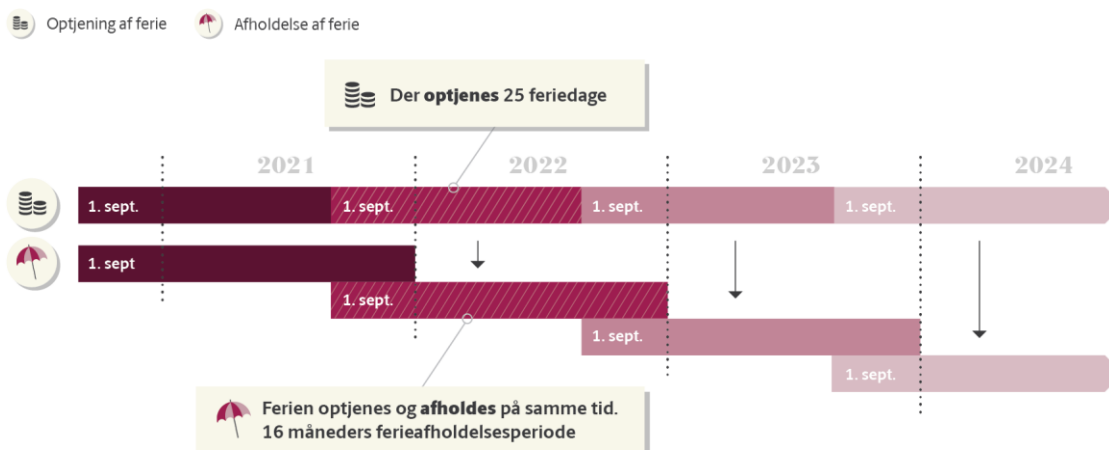 Optjening af ferie
Afholdelse af ferie
Der optjenes 25 feriedage
2021
2022
2023
2024
1. sept.
1. sept.
1. sept.
1. sept.
1. sept
1. sept.
1. sept.
1. sept.
Ferien optjenes og afholdes på samme tid.
16 måneders ferieafholdelsesperiode